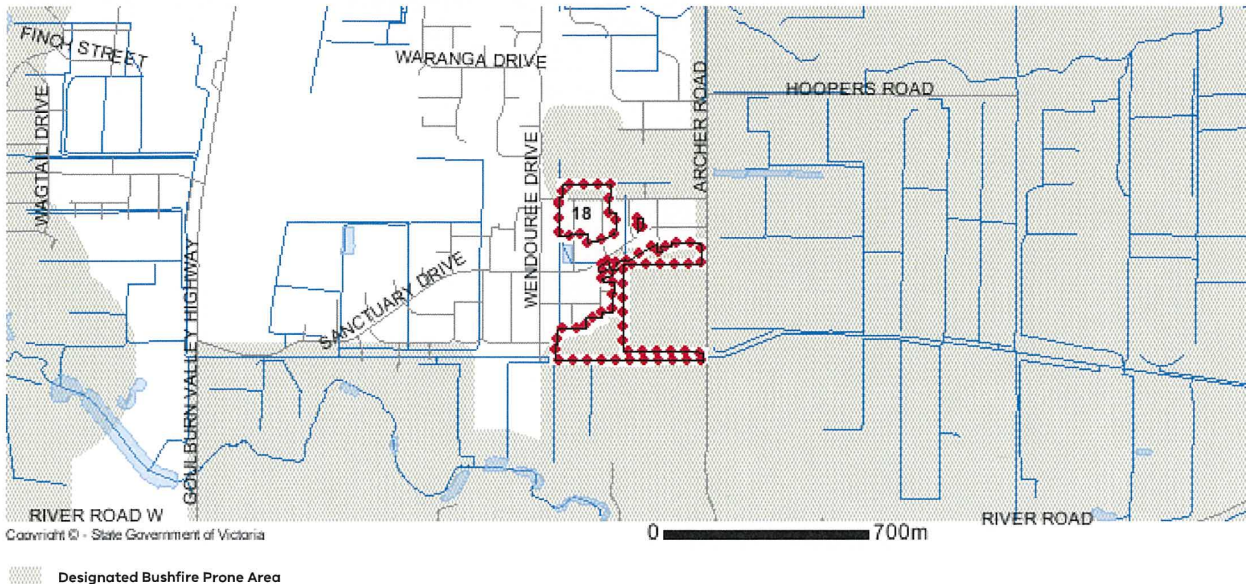 FINCH STREET
WARANGA DRIVE
HOOPERS ROAD
WAGTAIL DRIVE
ARCHER ROAD
WENDOUREE DRIVE
18
SANCTUARY DRIVE
GOULBURN VALLEY HIGHWAY
RIVER ROAD W
RIVER ROAD
Copyright © - State Government of Victoria
0 700m
Designated Bushfire Prone Area